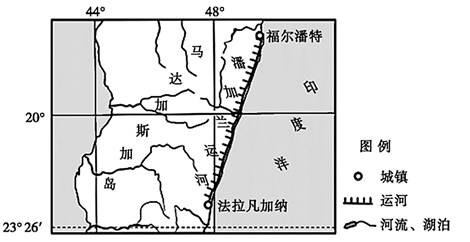 44° 48°
福尔潘特
马达加斯加岛
潘加兰运河
印度洋
20°
法拉凡加纳
23°26′
图 例
城镇
运河
河流、湖泊